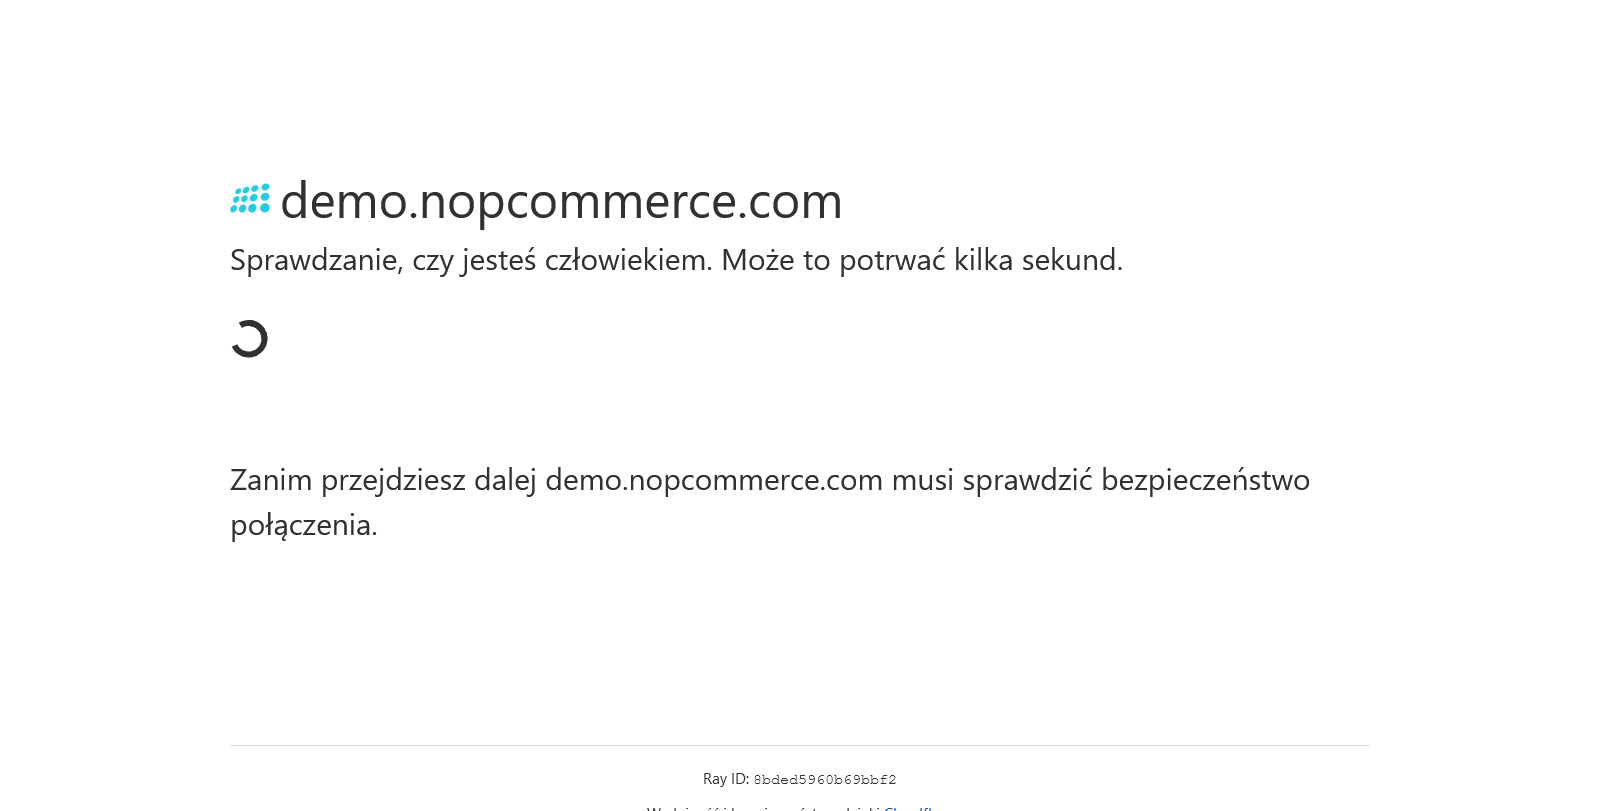 demo.nopcommerce.com
Sprawdzanie, czy jesteś człowiekiem. Może to potrwać kilka sekund.
Zanim przejdziesz dalej demo.nopcommerce.com musi sprawdzić bezpieczeństwo
połączenia.
Ray ID: 8bded5960b69bbf2